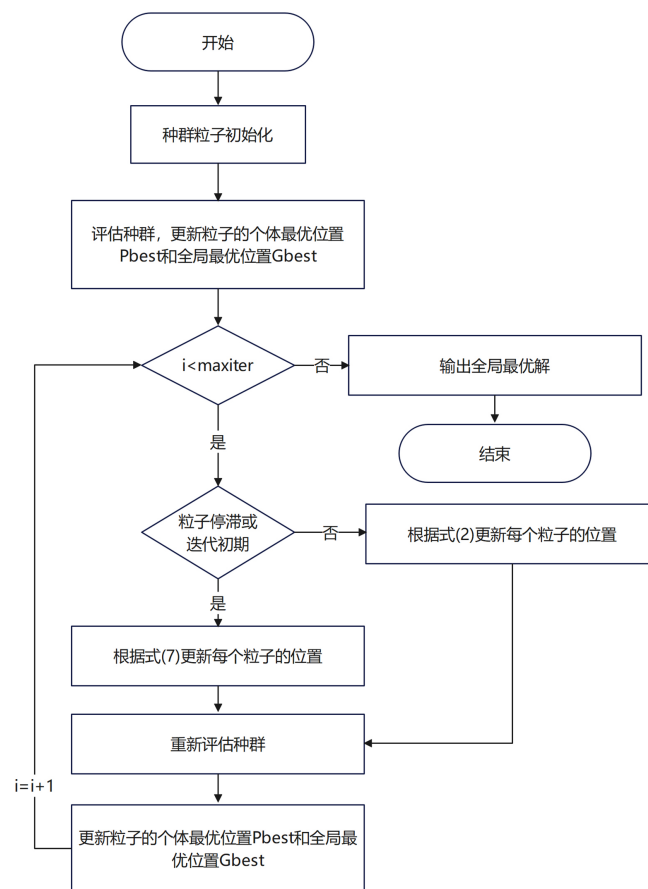 开始
种群粒子初始化
评估种群，更新粒子的个体最优位置
Pbest和全局最优位置Gbest
i<maxiter
否
输出全局最优解
是
结束
粒子停滞或
迭代初期
否
根据式(2)更新每个粒子的位置
是
根据式(7)更新每个粒子的位置
重新评估种群
i=i+1
更新粒子的个体最优位置Pbest和全局最
优位置Gbest